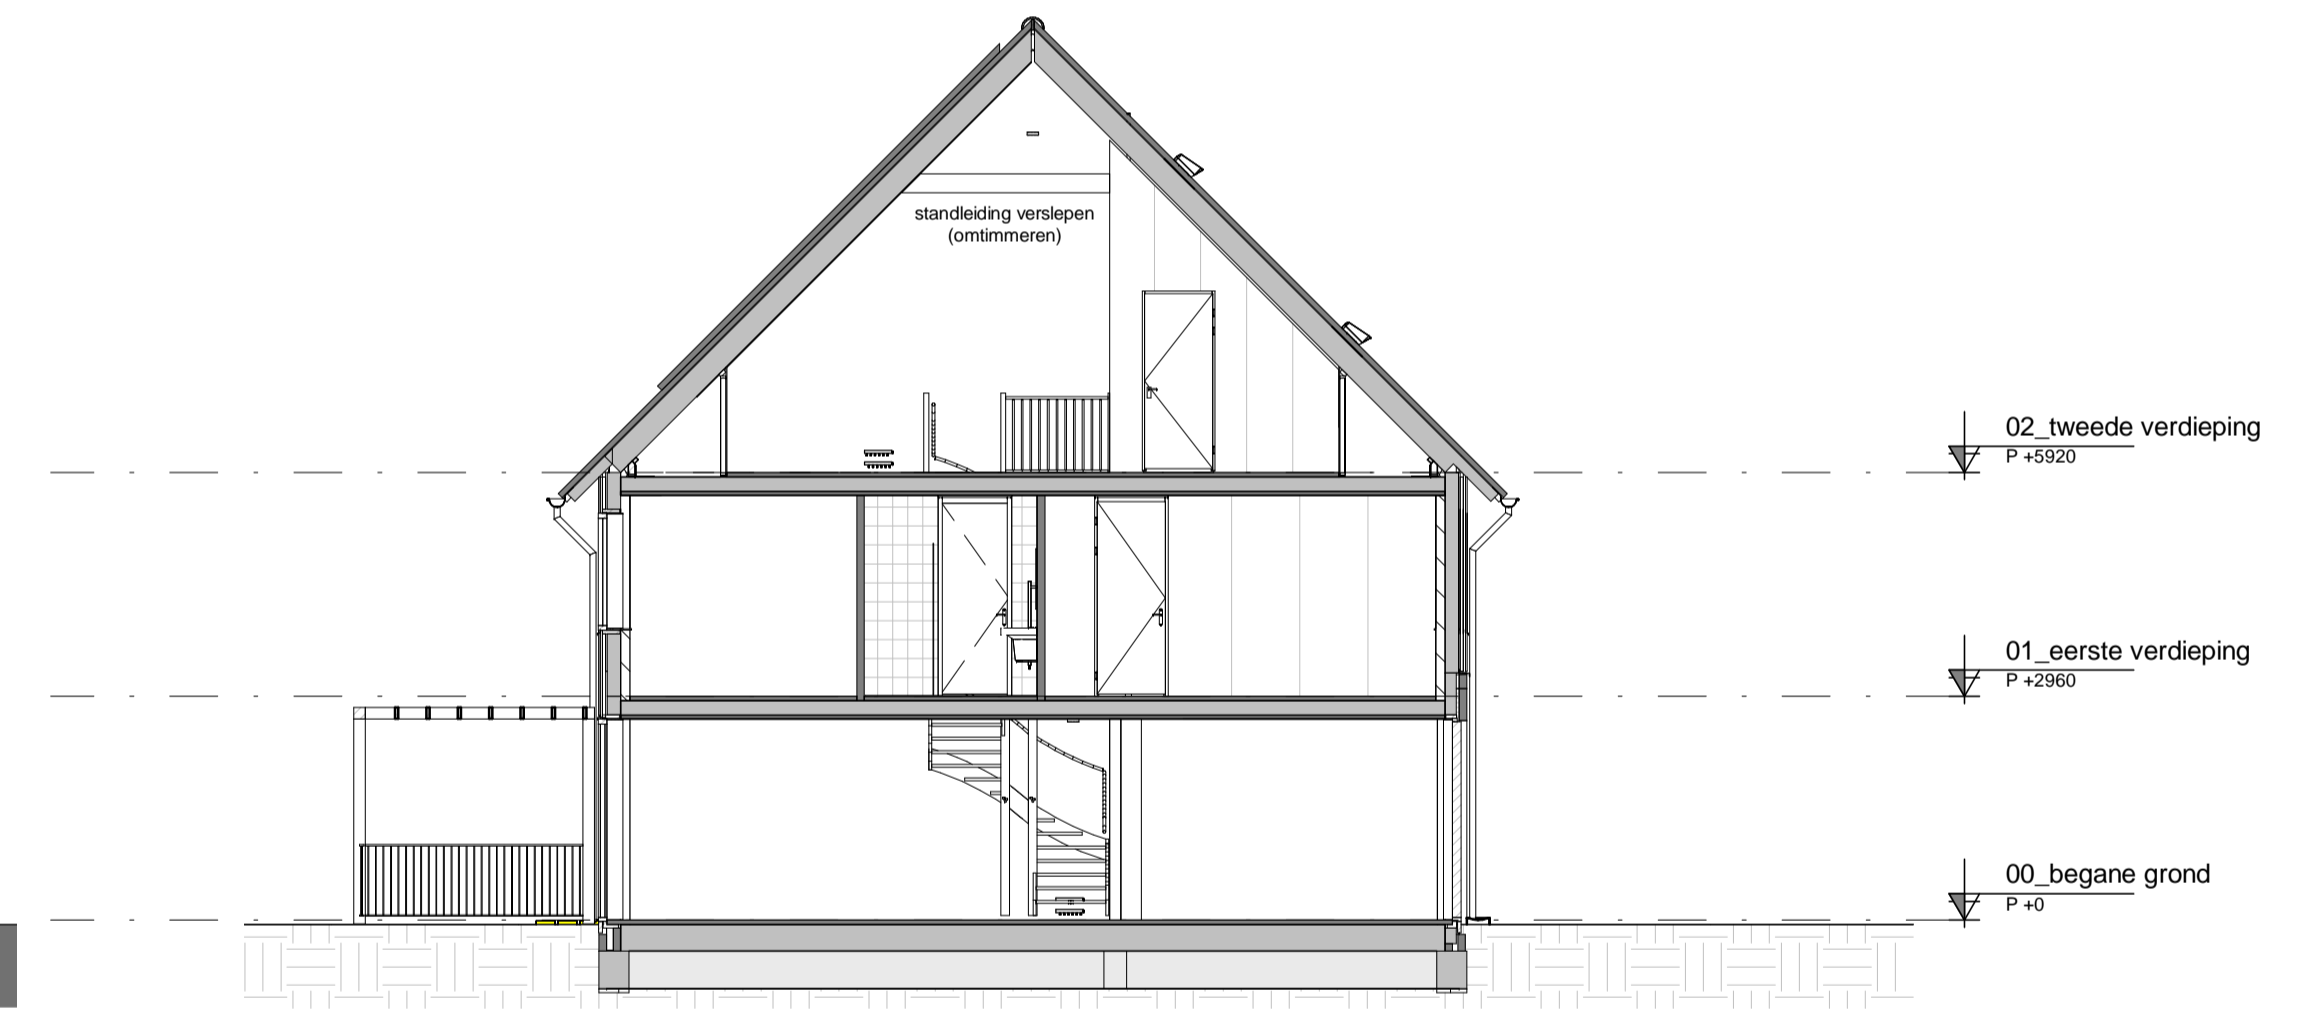 standleiding verslepen
(omtimmeren)
02_tweede verdieping
P +5920
01_eerste verdieping
P +2960
00_begane grond
P +0